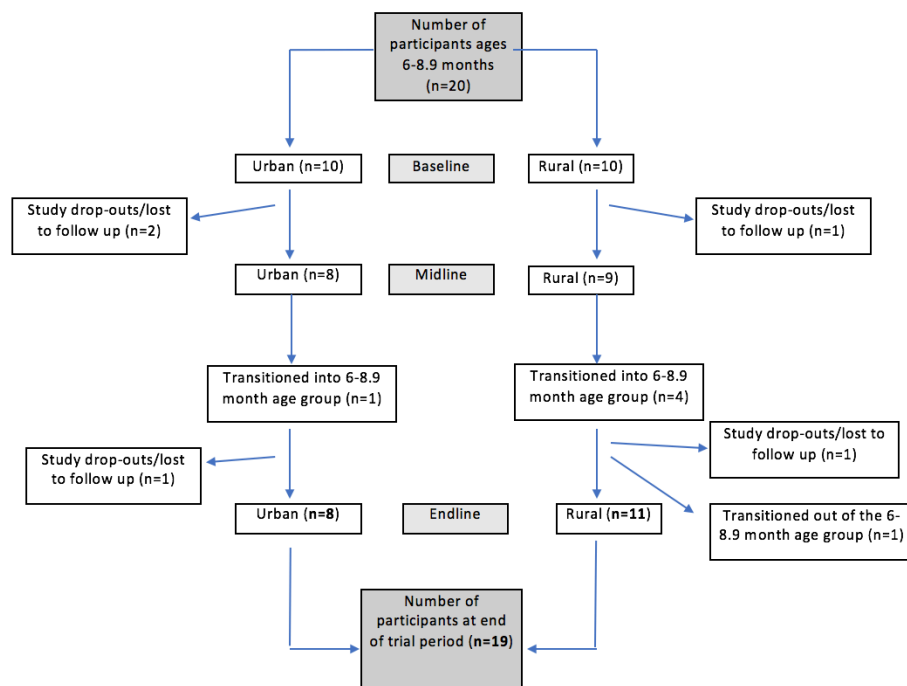 Number of
participants ages
6-8.9 months
(n=20)
Urban (n=10)
Baseline
Rural (n=10)
Study drop-outs/lost
to follow up (n=2)
Study drop-outs/lost
to follow up (n=1)
Urban (n=8)
Midline
Rural (n=9)
Transitioned into 6-8.9
month age group (n=1)
Transitioned into 6-8.9
month age group (n=4)
Study drop-outs/lost
to follow up (n=1)
Study drop-outs/lost to
follow up (n=1)
Urban (n=8)
Endline
Rural (n=11)
Transitioned out of the 6-
8.9 month age group (n=1)
Number of
participants at end
of trial period (n=19)